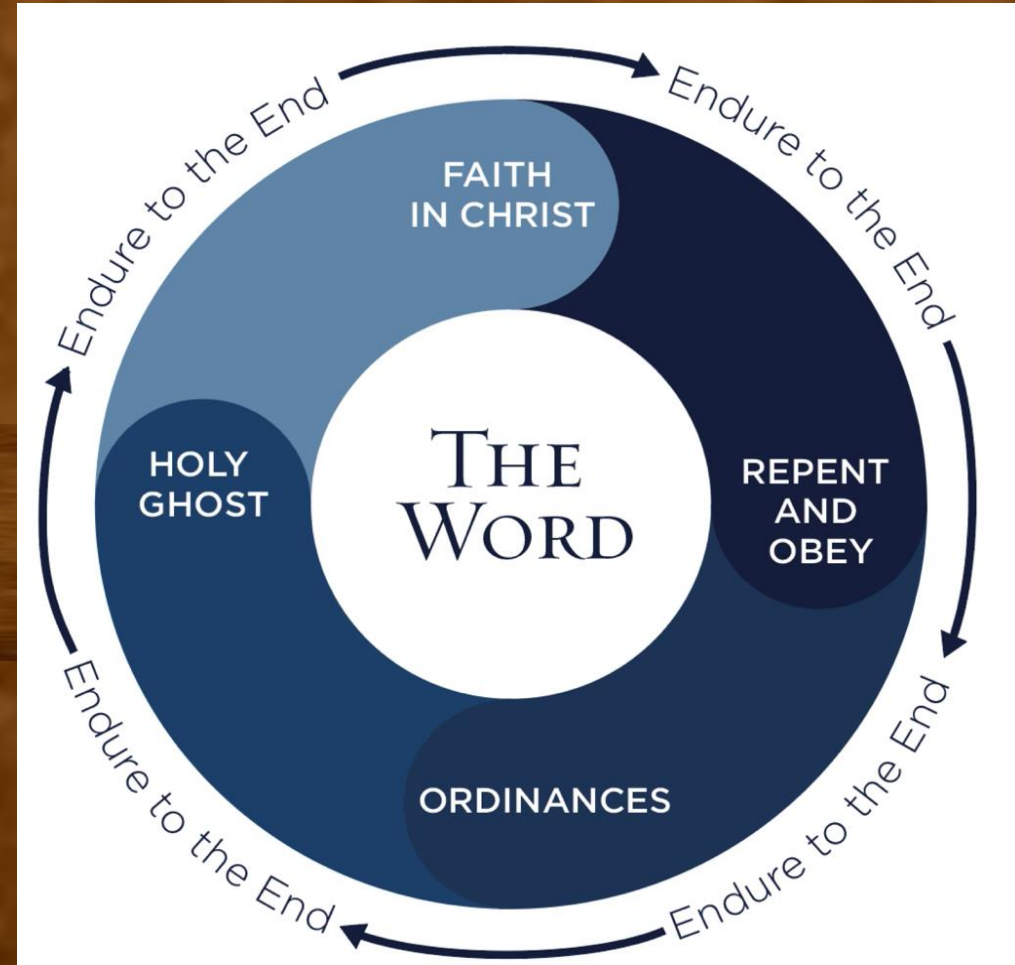 Endure to the End
Endure to the End
FAITH
IN CHRIST
HOLY
GHOST
THE
WORD
REPENT
AND
OBEY
ORDINANCES
Endure to the End
Endure to the End